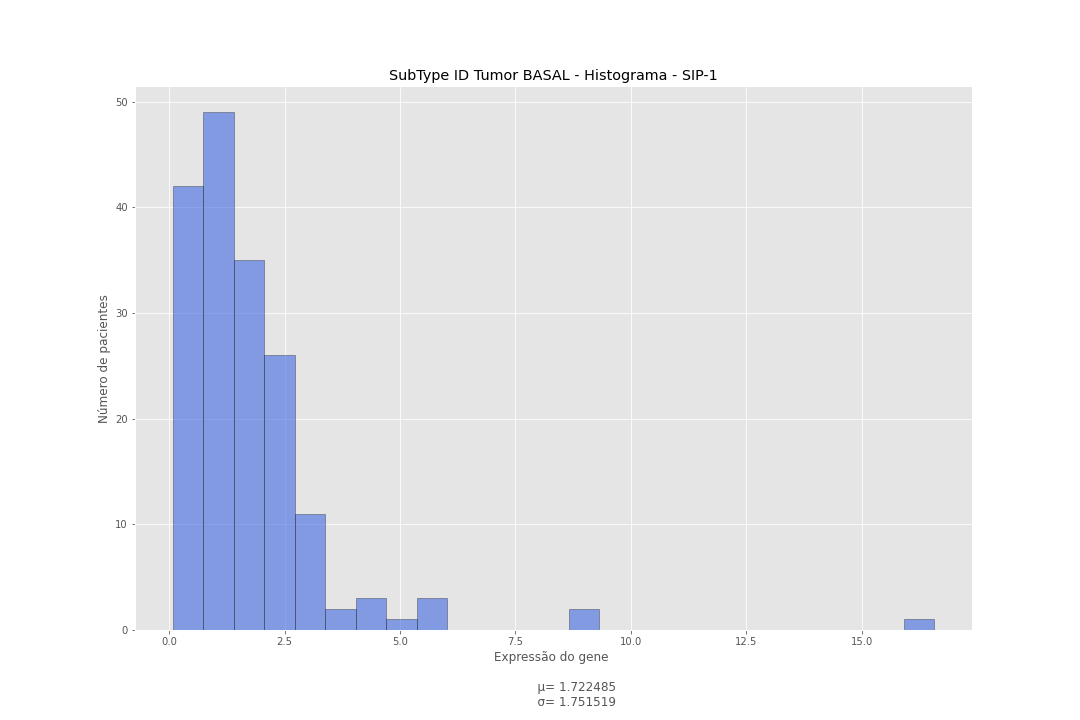 SubType ID Tumor BASAL - Histograma - SIP-1
50
40
30
20
10
0
Número de pacientes
0.0 2.5 5.0 7.5 10.0 12.5 15.0
Expressão do gene
μ= 1.722485
σ= 1.751519